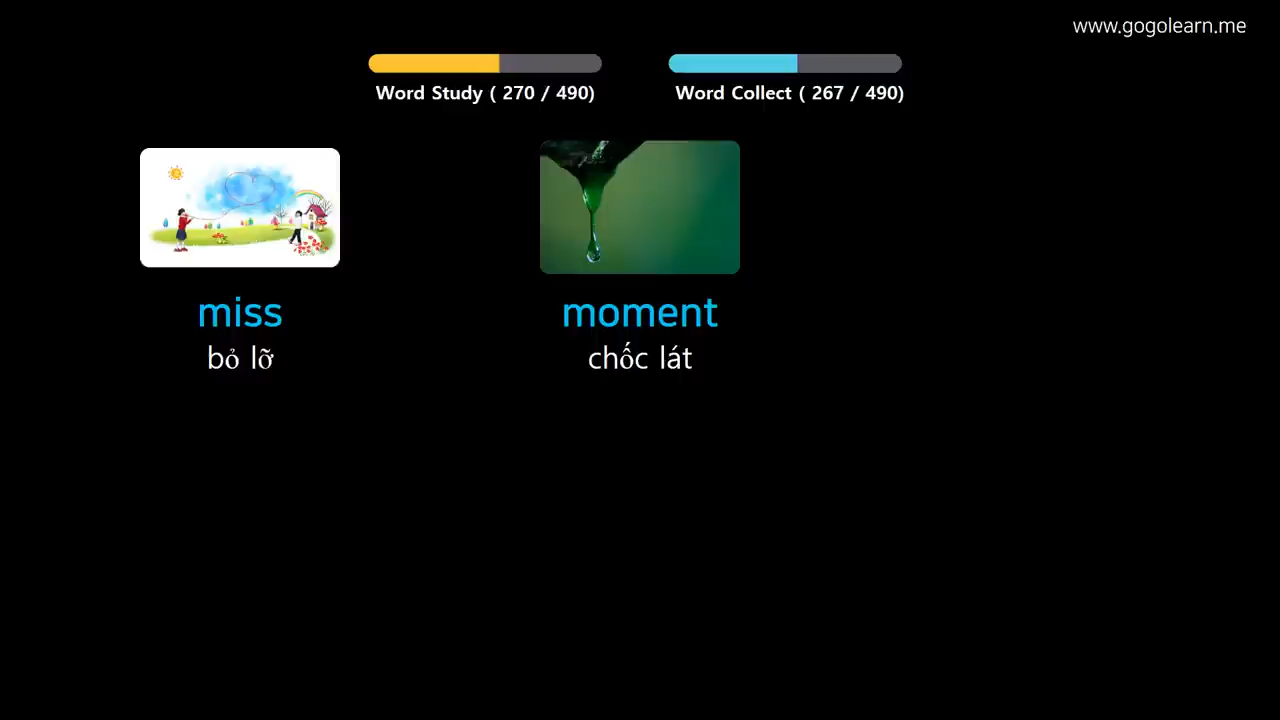 www.gogolearn.me
Word Study ( 270 / 490)
Word Collect ( 267 / 490)
miss
bỏ lỡ
moment
chốc lát